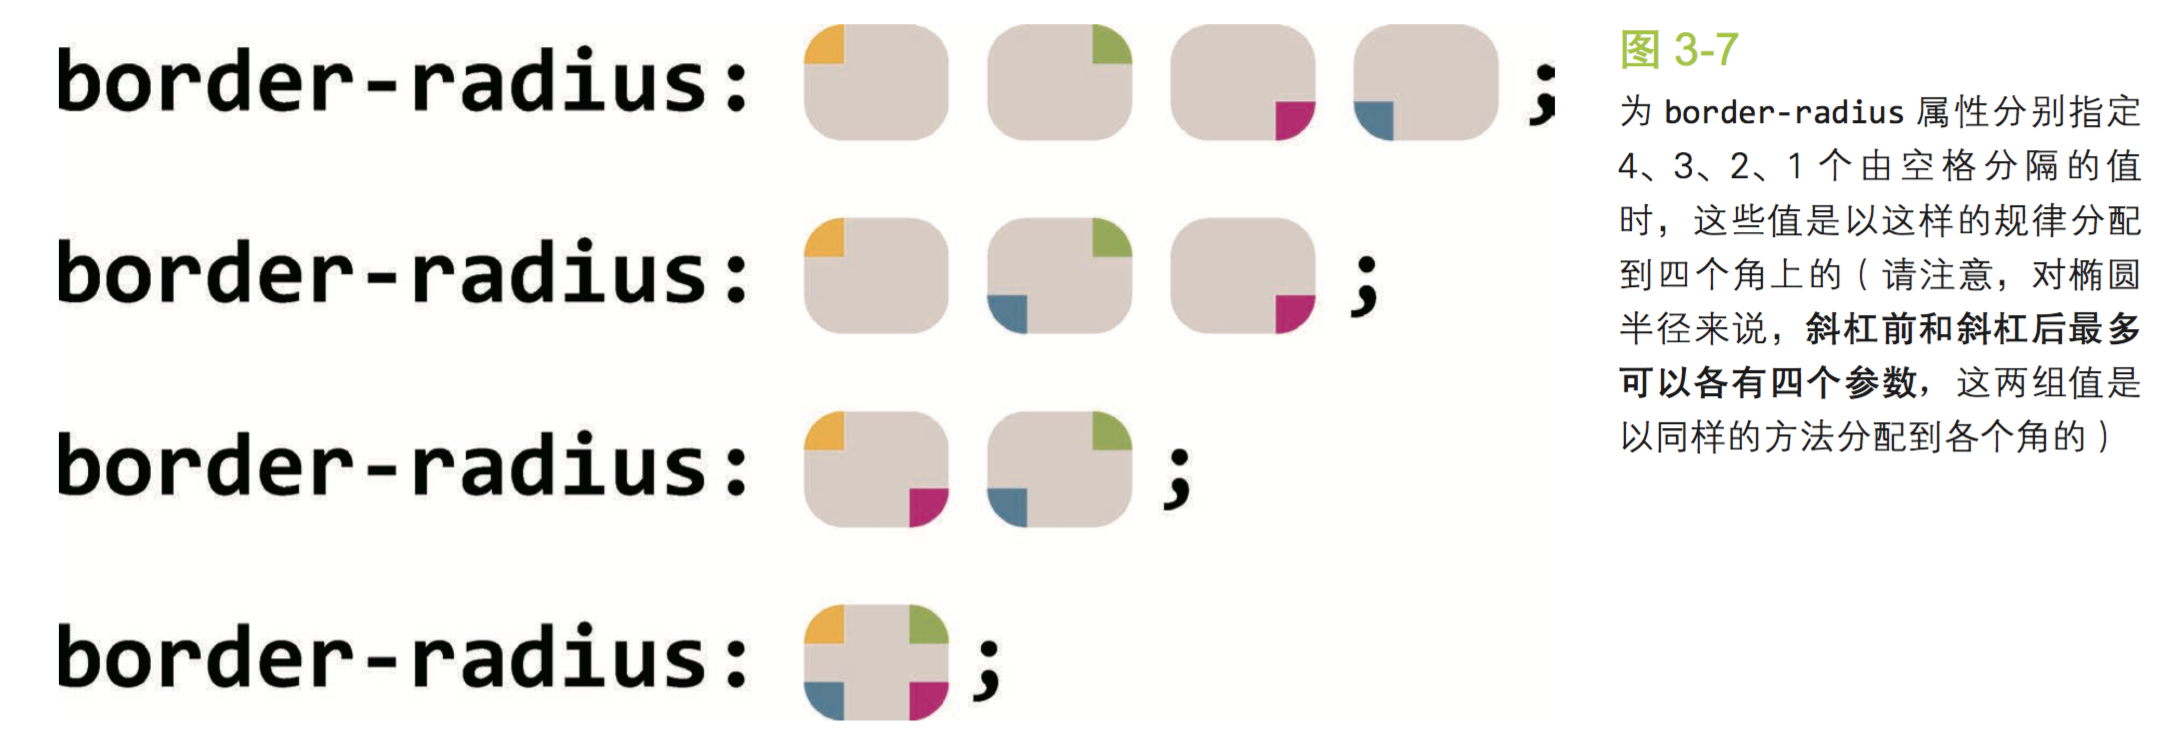 border-radius: ;
border-radius: ;
border-radius: ;
border-radius: ;
图 3-7
为 border-radius 属性分别指定
4、3、2、1 个由空格分隔的值
时，这些值是以这样的规律分配
到四个角上的（请注意，对椭圆
半径来说，斜杠前和斜杠后最多
可以各有四个参数，这两组值是
以同样的方法分配到各个角的）